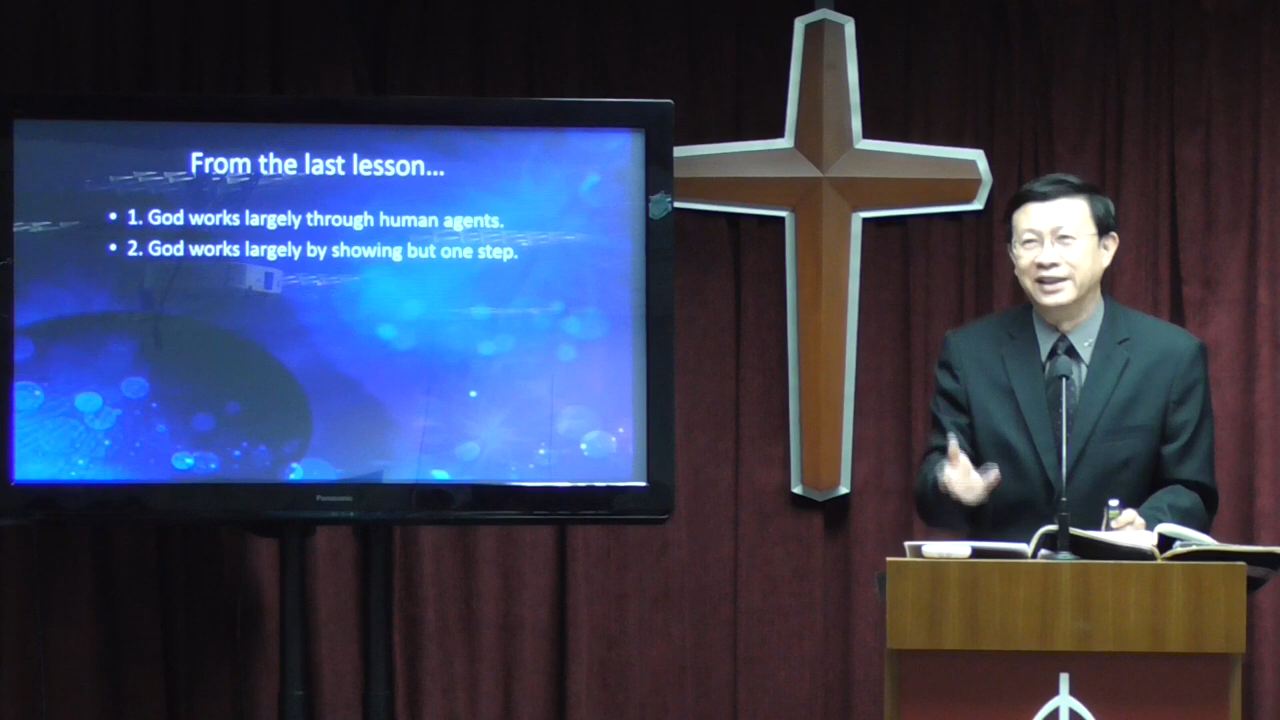 From the last lesson...
• 1. God works largely through human agents.
• 2. God works largely by showing but one step.
Panasonic